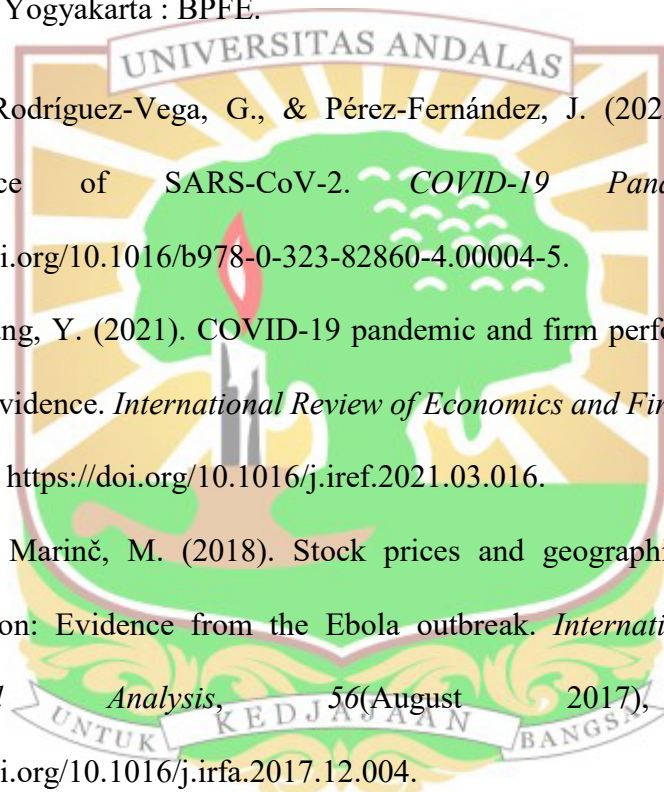 Yogyakarta : BPFE.
UNIVERSITAS ANDALAS
Rodríguez-Vega, G., & Pérez-Fernández, J. (202
ce of SARS-CoV-2. COVID-19 Pand
i.org/10.1016/b978-0-323-82860-4.00004-5.
ng, Y. (2021). COVID-19 pandemic and firm perfo
vidence. International Review of Economics and Fin
https://doi.org/10.1016/j.iref.2021.03.016.
Marinč, M. (2018). Stock prices and geographi
on: Evidence from the Ebola outbreak. Internati
l Analysis, 56(August 2017),
UNTUK KEDJAJAAN BANGSA
i.org/10.1016/j.irfa.2017.12.004.